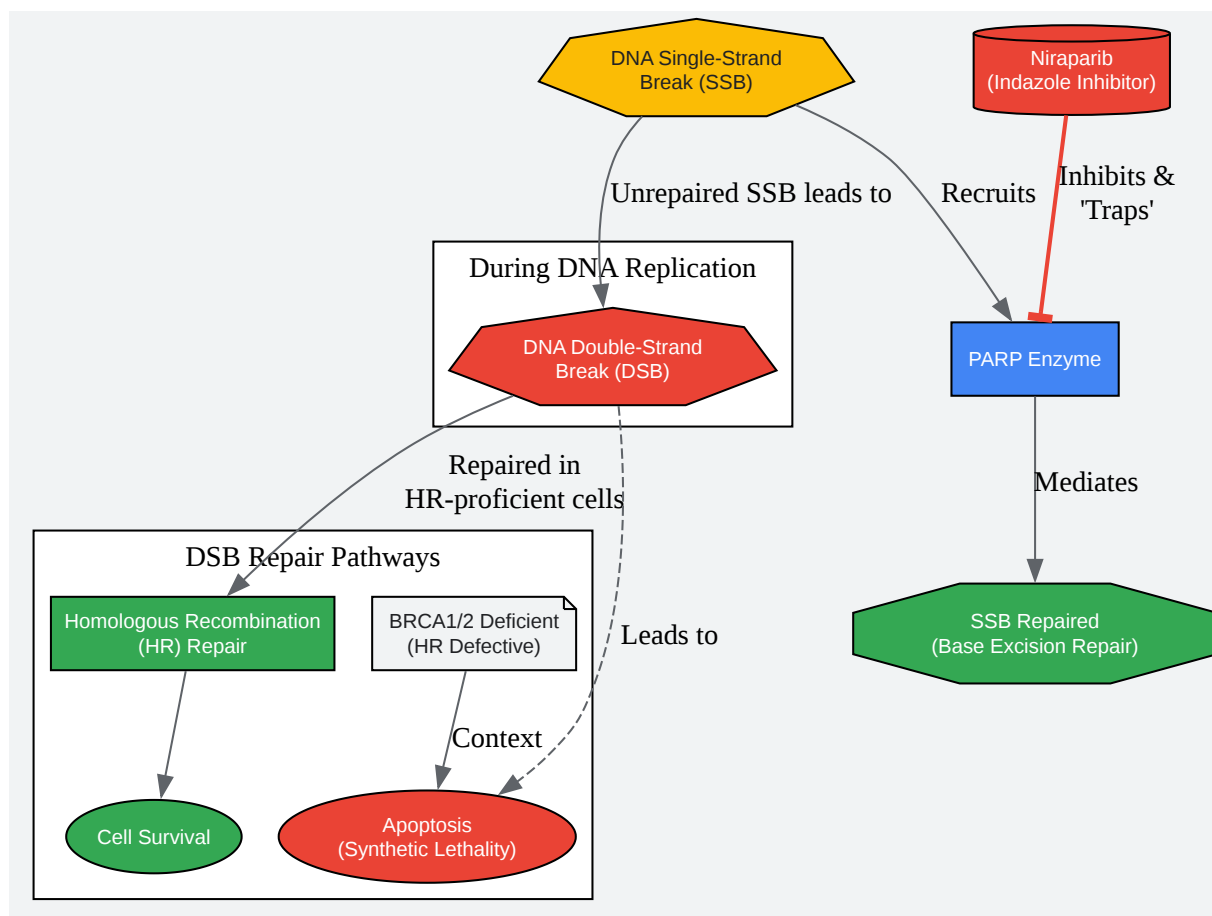 DNA Single-Strand
Break (SSB)
Niraparib
(Indazole Inhibitor)
Unrepaired SSB leads to
Recruits
Inhibits &
'Traps'
During DNA Replication
DNA Double-Strand
Break (DSB)
PARP Enzyme
Repaired in
HR-proficient cells
Mediates
DSB Repair Pathways
Homologous Recombination
(HR) Repair
BRCA1/2 Deficient
(HR Defective)
Leads to
SSB Repaired
(Base Excision Repair)
Context
Cell Survival
Apoptosis
(Synthetic Lethality)